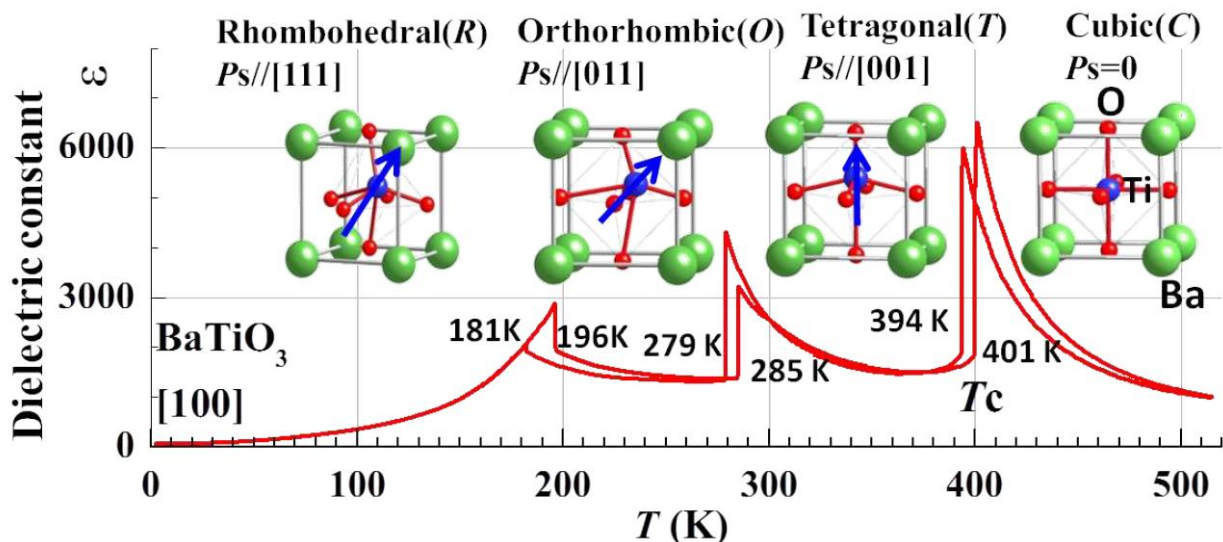 Rhombohedral(R)
Ps//[111]
Orthorhombic(O)
Ps//[011]
Tetragonal(T)
Ps//[001]
Cubic(C)
Ps=0
O
Ti
Ba
Dielectric constant ε
6000
3000
0
BaTiO₃
[100]
181K
196K
279 K
285 K
394 K
401 K
Tc
0
100
200
300
400
500
T (K)